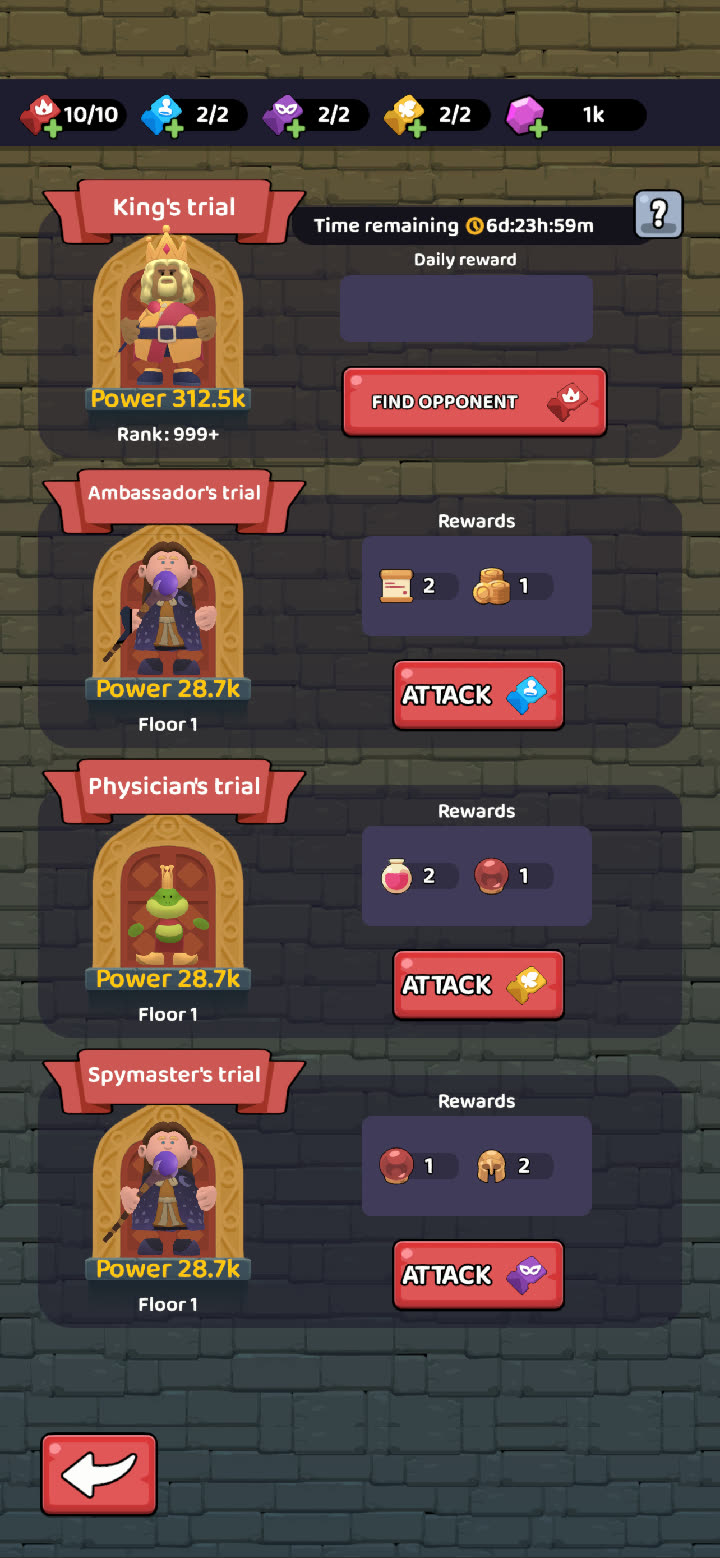 10/10 2/2 2/2 2/2 1k
King's trial
Time remaining 6d:23h:59m
?
Daily reward
Power 312.5k
FIND OPPONENT
Rank: 999+
Ambassador's trial
Rewards
2 1
Power 28.7k
ATTACK
Floor 1
Physician's trial
Rewards
2 1
Power 28.7k
ATTACK
Floor 1
Spymaster's trial
Rewards
1 2
Power 28.7k
ATTACK
Floor 1